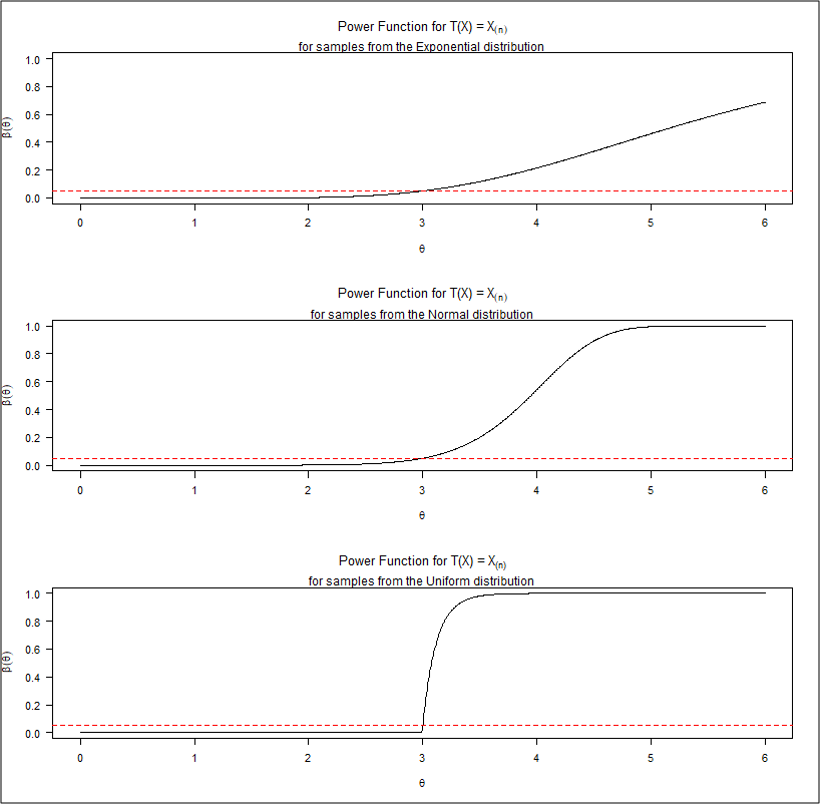 Power Function for T(X) = X(n)
for samples from the Exponential distribution
1.0
0.8
0.6
0.4
0.2
0.0
β(θ)
0 1 2 3 4 5 6
θ
Power Function for T(X) = X(n)
for samples from the Normal distribution
1.0
0.8
0.6
0.4
0.2
0.0
β(θ)
0 1 2 3 4 5 6
θ
Power Function for T(X) = X(n)
for samples from the Uniform distribution
1.0
0.8
0.6
0.4
0.2
0.0
β(θ)
0 1 2 3 4 5 6
θ